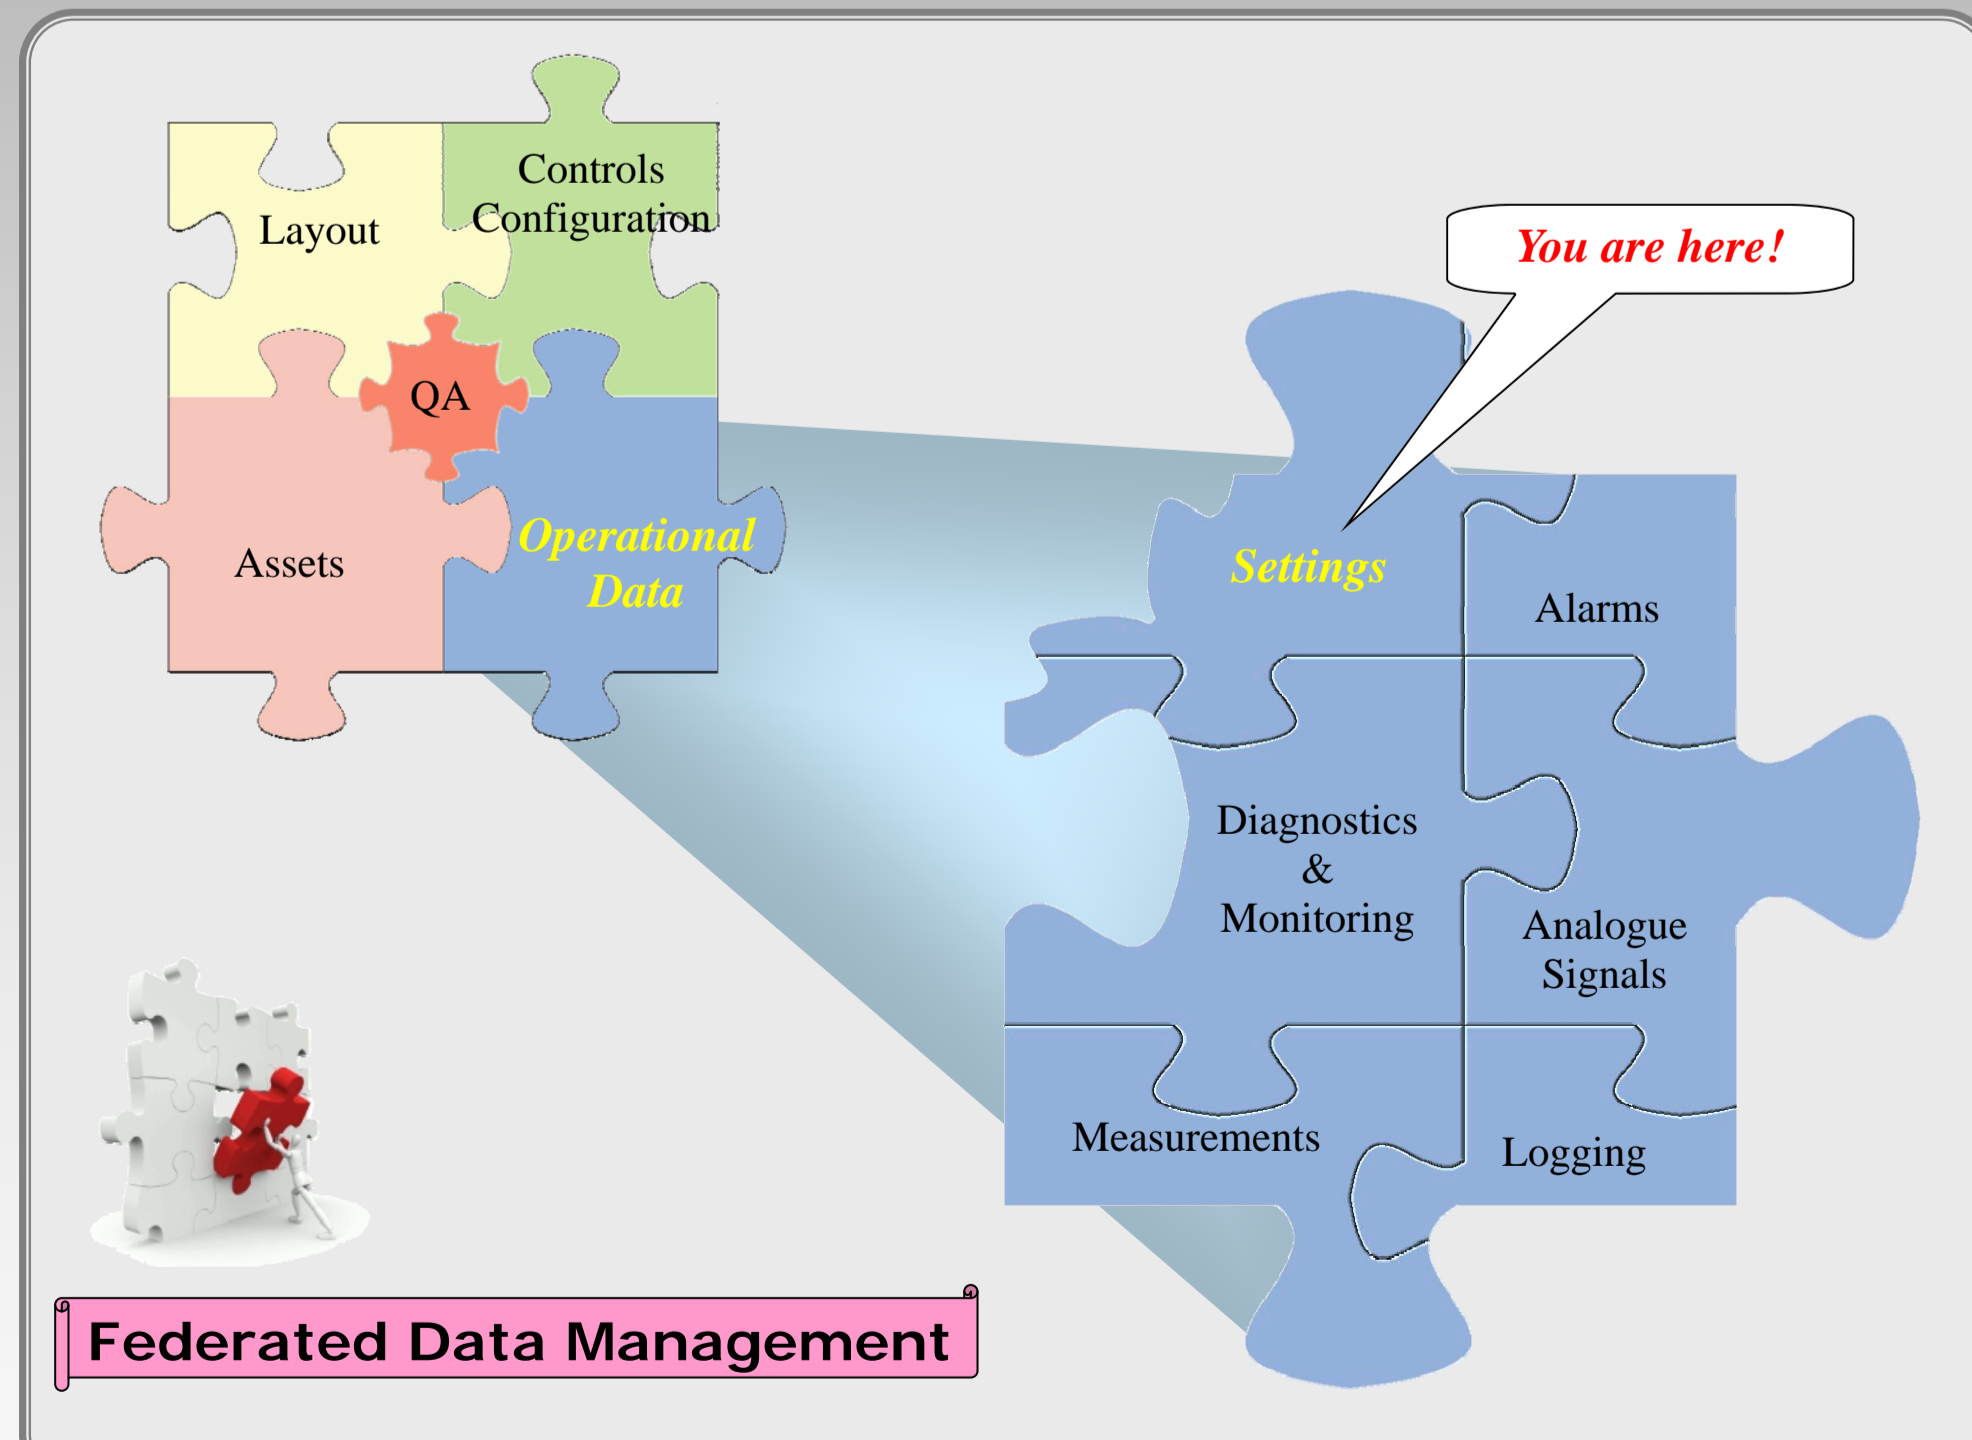 Controls
Configuration
Layout
QA
Assets
Operational
Data
You are here!
Settings
Alarms
Diagnostics
&
Monitoring
Analogue
Signals
Measurements
Logging
Federated Data Management